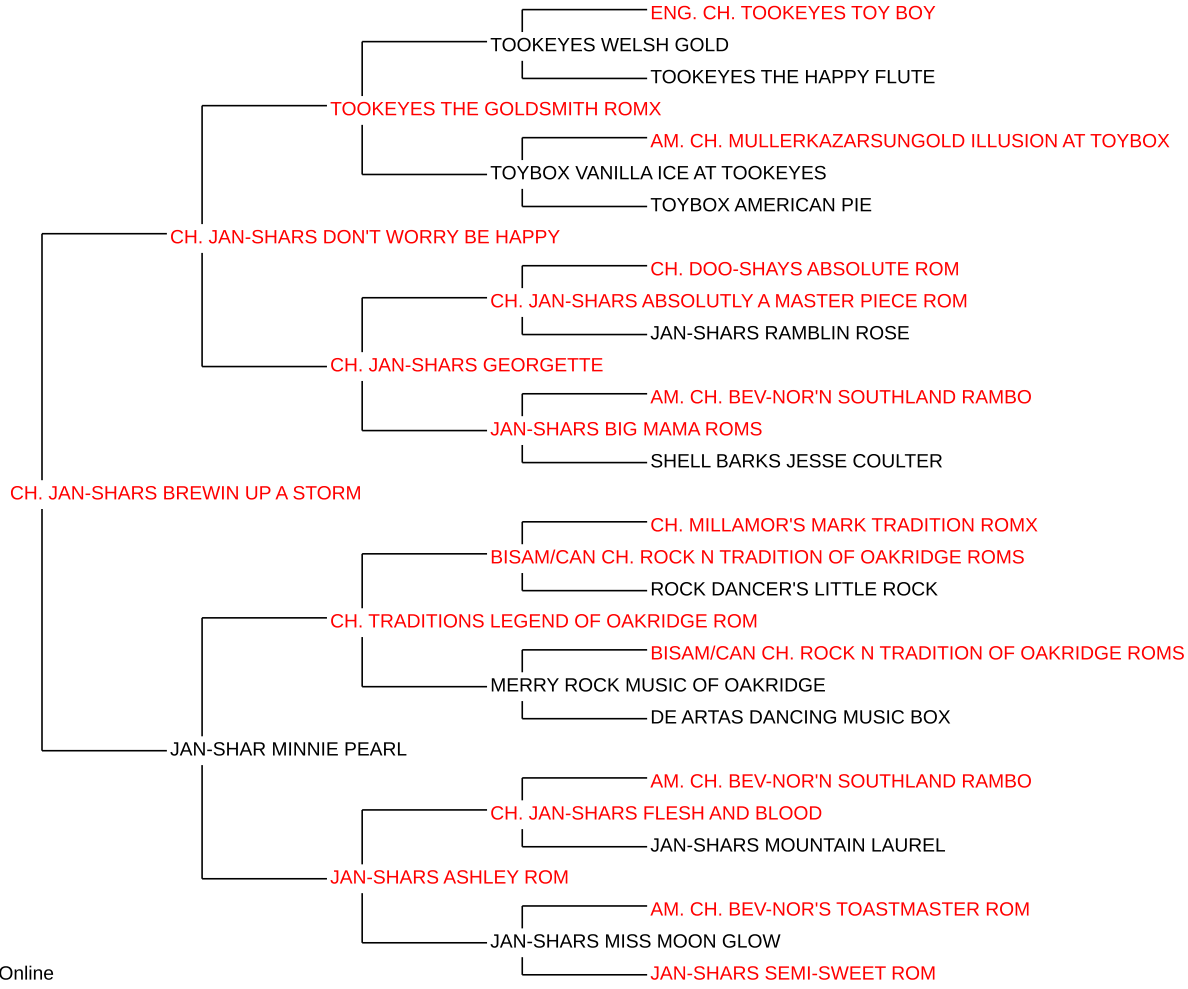 ENG. CH. TOOKEYES TOY BOY
TOOKEYES WELSH GOLD
TOOKEYES THE HAPPY FLUTE
TOOKEYES THE GOLDSMITH ROMX
AM. CH. MULLERKAZARSUNGOLD ILLUSION AT TOYBOX
TOYBOX VANILLA ICE AT TOOKEYES
TOYBOX AMERICAN PIE
CH. JAN-SHARS DON'T WORRY BE HAPPY
CH. DOO-SHAYS ABSOLUTE ROM
CH. JAN-SHARS ABSOLUTLY A MASTER PIECE ROM
JAN-SHARS RAMBLIN ROSE
CH. JAN-SHARS GEORGETTE
AM. CH. BEV-NOR'N SOUTHLAND RAMBO
JAN-SHARS BIG MAMA ROMS
SHELL BARKS JESSE COULTER
CH. JAN-SHARS BREWIN UP A STORM
CH. MILLAMOR'S MARK TRADITION ROMX
BISAM/CAN CH. ROCK N TRADITION OF OAKRIDGE ROMS
ROCK DANCER'S LITTLE ROCK
CH. TRADITIONS LEGEND OF OAKRIDGE ROM
BISAM/CAN CH. ROCK N TRADITION OF OAKRIDGE ROMS
MERRY ROCK MUSIC OF OAKRIDGE
DE ARTAS DANCING MUSIC BOX
JAN-SHAR MINNIE PEARL
AM. CH. BEV-NOR'N SOUTHLAND RAMBO
CH. JAN-SHARS FLESH AND BLOOD
JAN-SHARS MOUNTAIN LAUREL
JAN-SHARS ASHLEY ROM
AM. CH. BEV-NOR'S TOASTMASTER ROM
JAN-SHARS MISS MOON GLOW
JAN-SHARS SEMI-SWEET ROM
Online